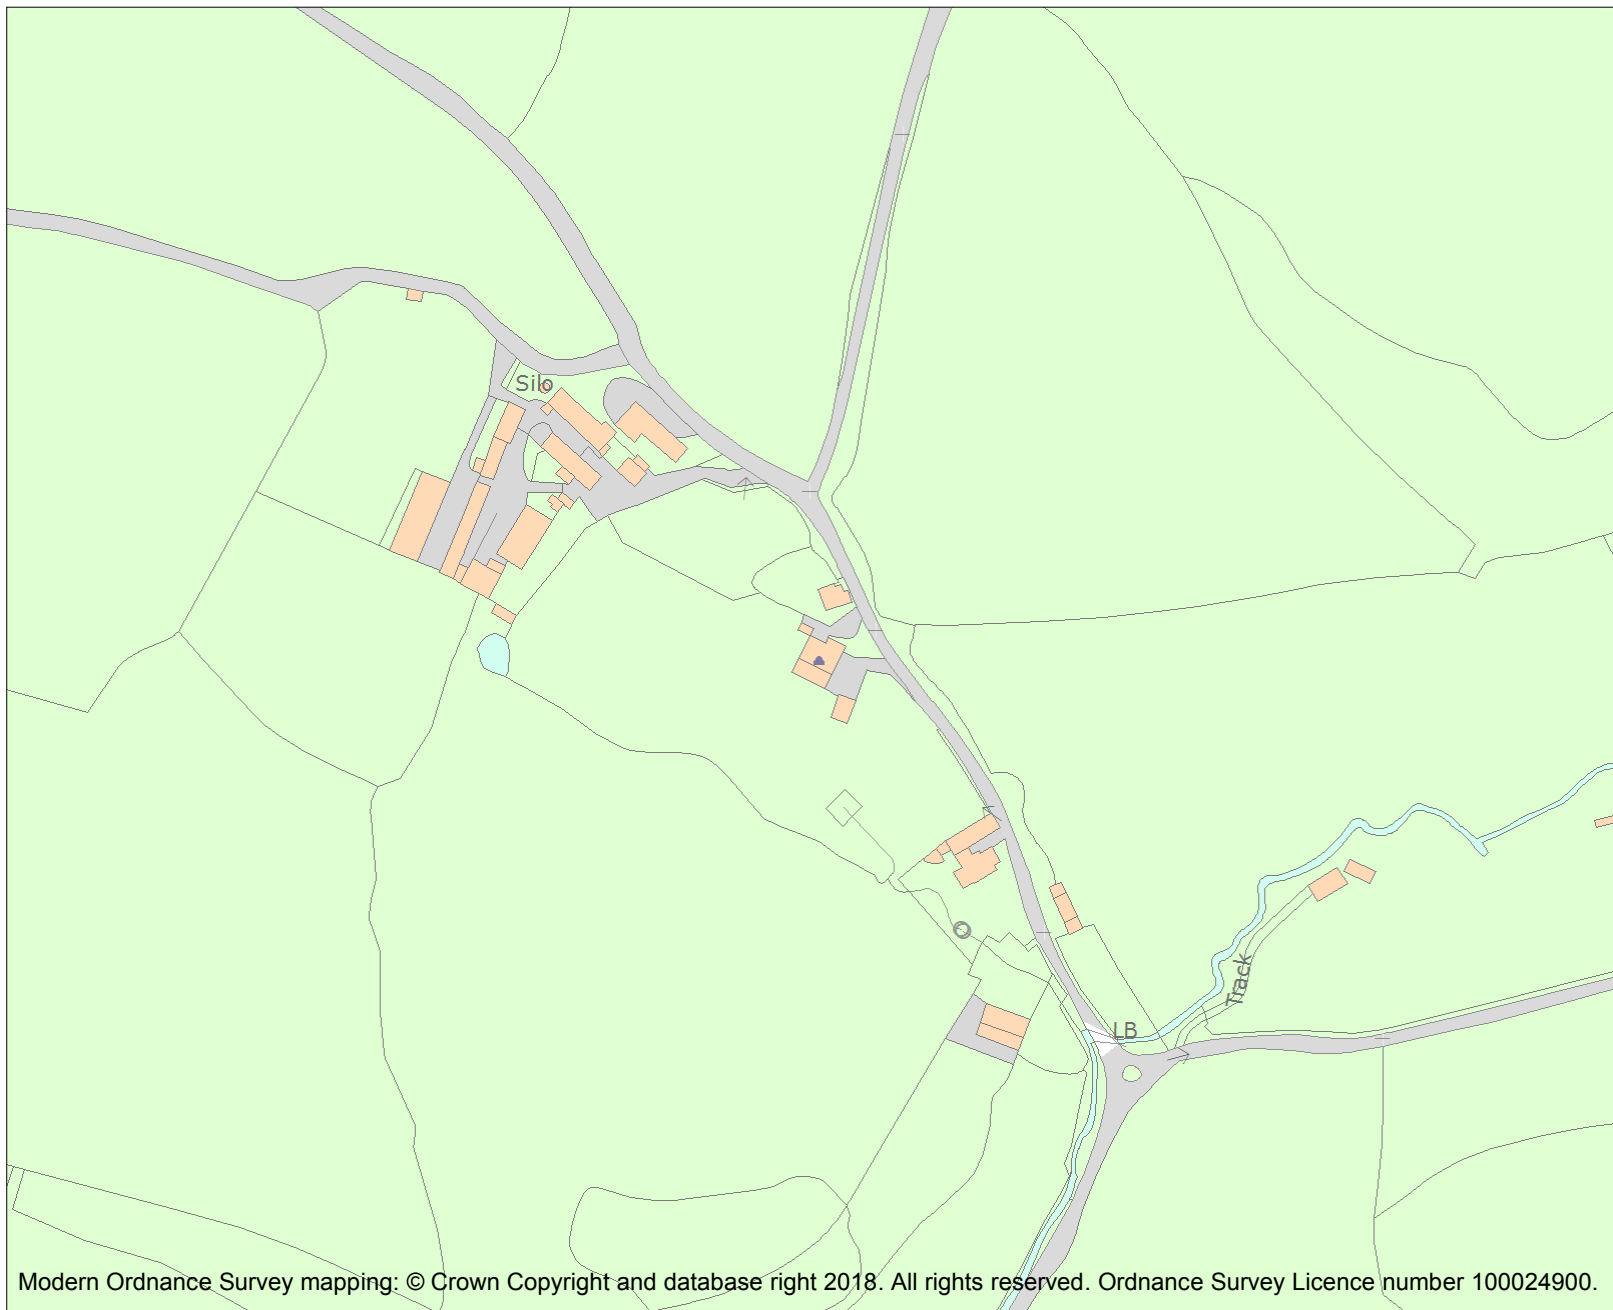 Silo
Track
LB
Modern Ordnance Survey mapping: © Crown Copyright and database right 2018. All rights reserved. Ordnance Survey Licence number 100024900.